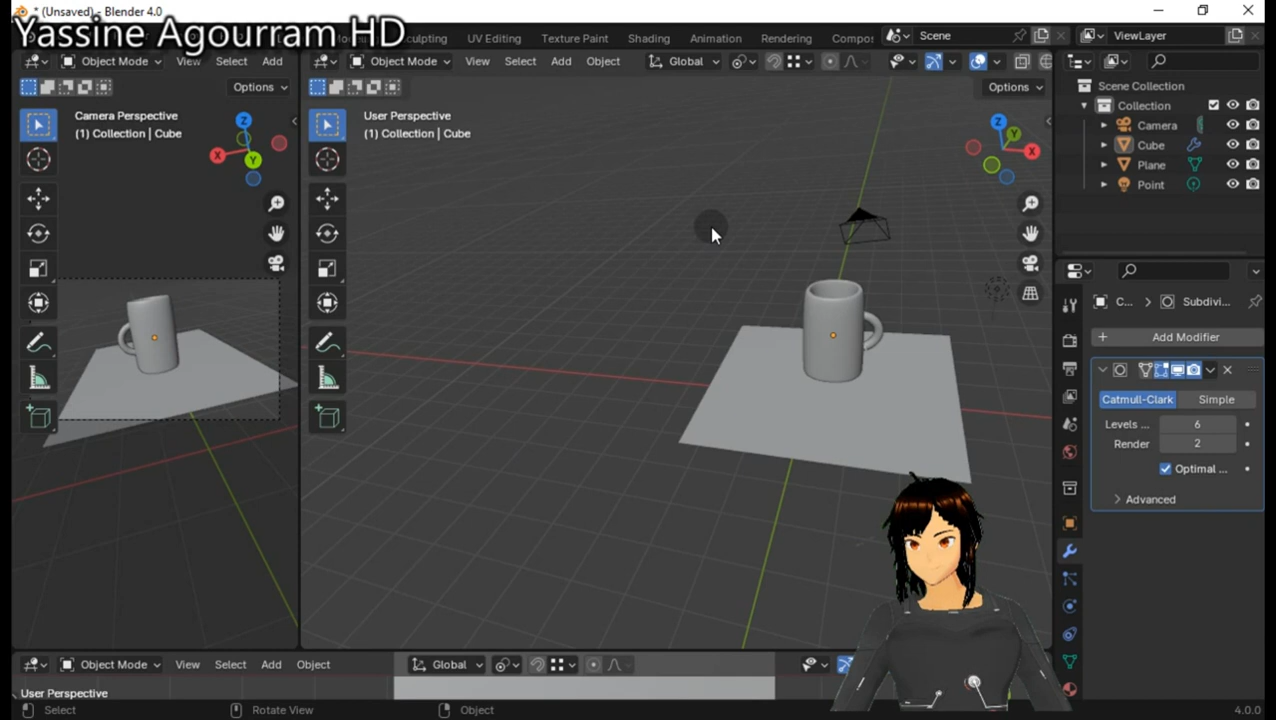 * (Unsaved) - Blender 4.0
Yassine Agourram HD
Sculpting UV Editing Texture Paint Shading Animation Rendering Compos
Scene
ViewLayer
Object Mode View Select Add
Object Mode View Select Add Object Global
Options
Options
Camera Perspective
(1) Collection | Cube
Z
X
Y
User Perspective
(1) Collection | Cube
Z
Y
X
Scene Collection
Collection
Camera
Cube
Plane
Point
C... > Subdivi...
Add Modifier
Catmull-Clark Simple
Levels ... 6
Render 2
Optimal ...
Advanced
Object Mode View Select Add Object Global
User Perspective
Select Rotate View Object 4.0.0